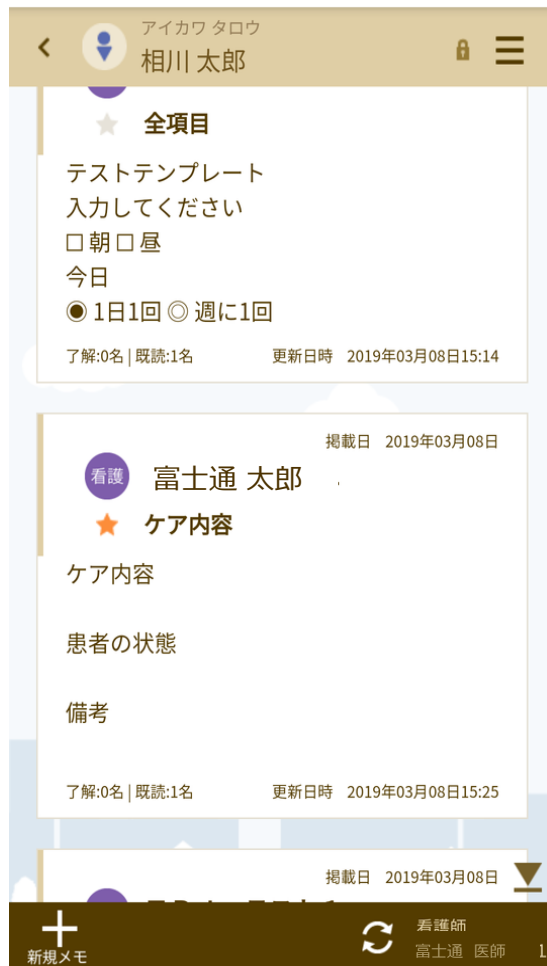 アイカワ タロウ
相川 太郎
全項目
テストテンプレート
入力してください
□ 朝 □ 昼
今日
◉ 1日1回 ◎ 週に1回
了解:0名 | 既読:1名 更新日時 2019年03月08日15:14
掲載日 2019年03月08日
看護 富士通 太郎
ケア内容
ケア内容
患者の状態
備考
了解:0名 | 既読:1名 更新日時 2019年03月08日15:25
掲載日 2019年03月08日
看護師
新規メモ 富士通 医師